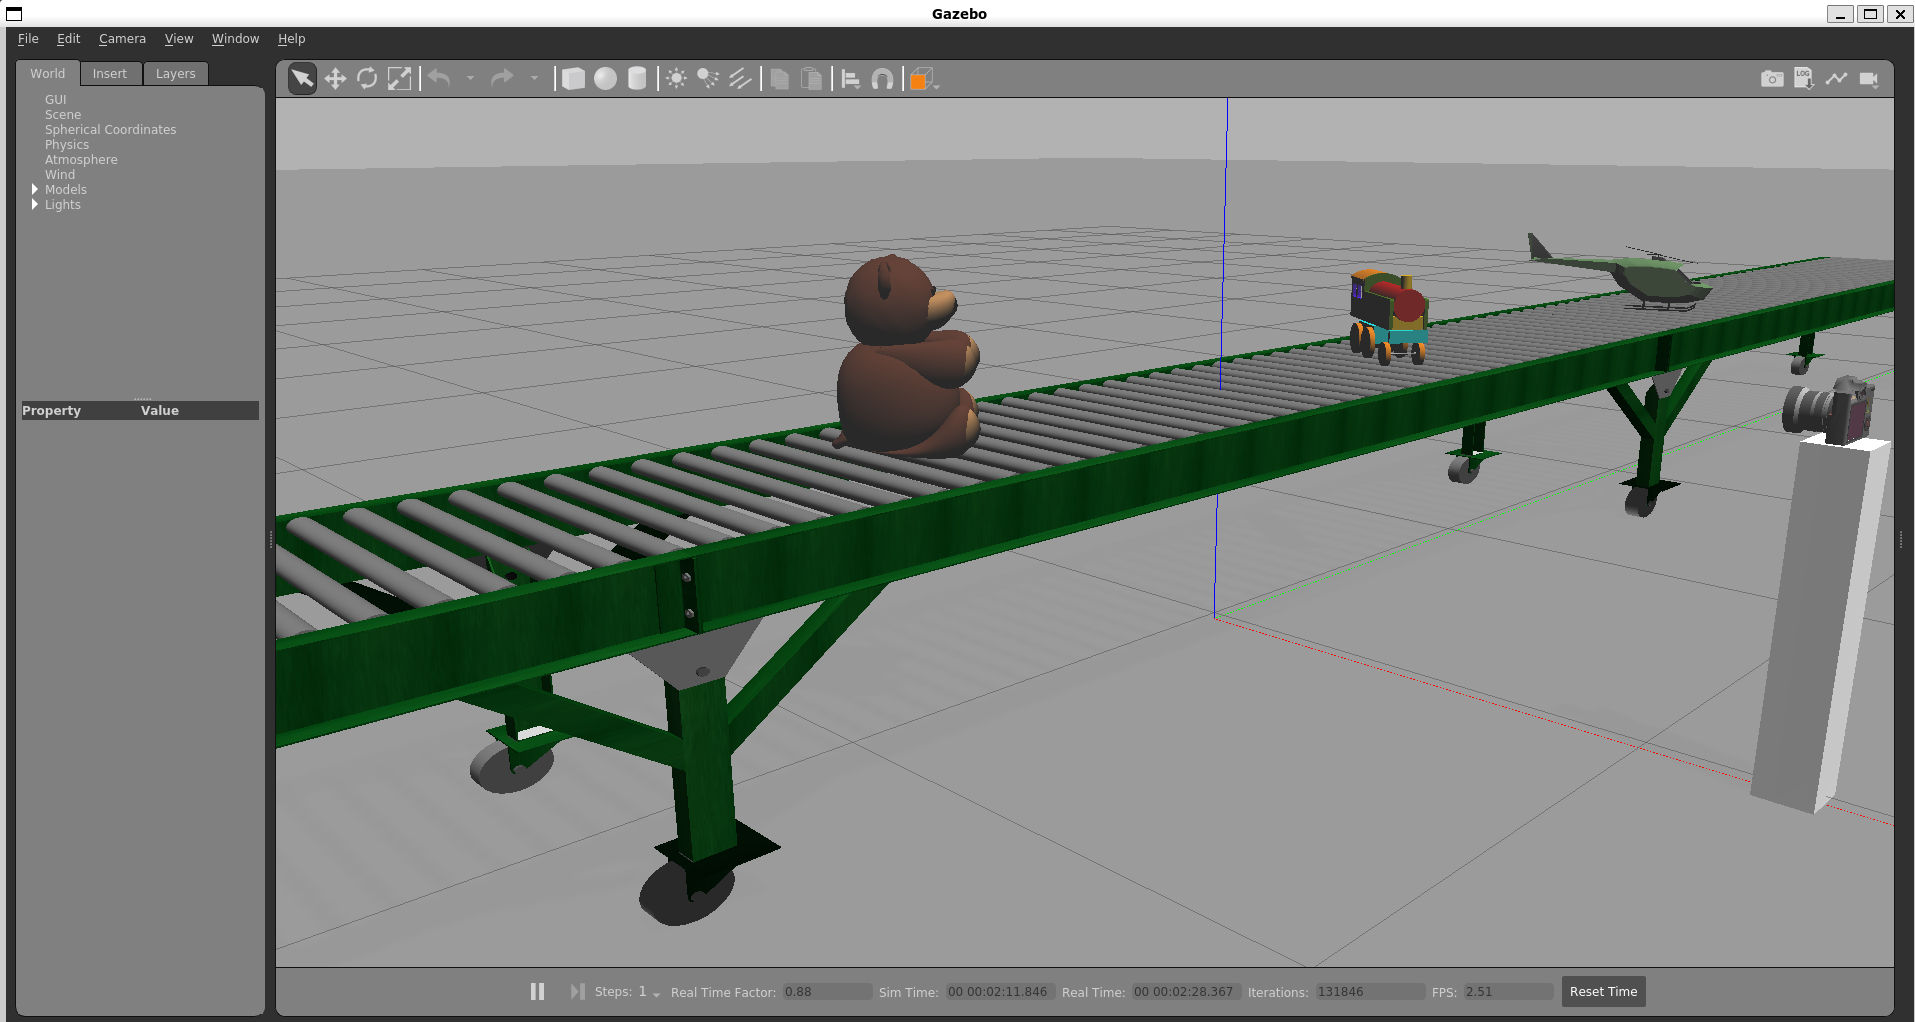 Gazebo
File Edit Camera View Window Help
World Insert Layers
GUI
Scene
Spherical Coordinates
Physics
Atmosphere
Wind
Models
Lights
Property Value
LOG
Steps: 1 Real Time Factor: 0.88 Sim Time: 00 00:02:11.846 Real Time: 00 00:02:28.367 Iterations: 131846 FPS: 2.51 Reset Time